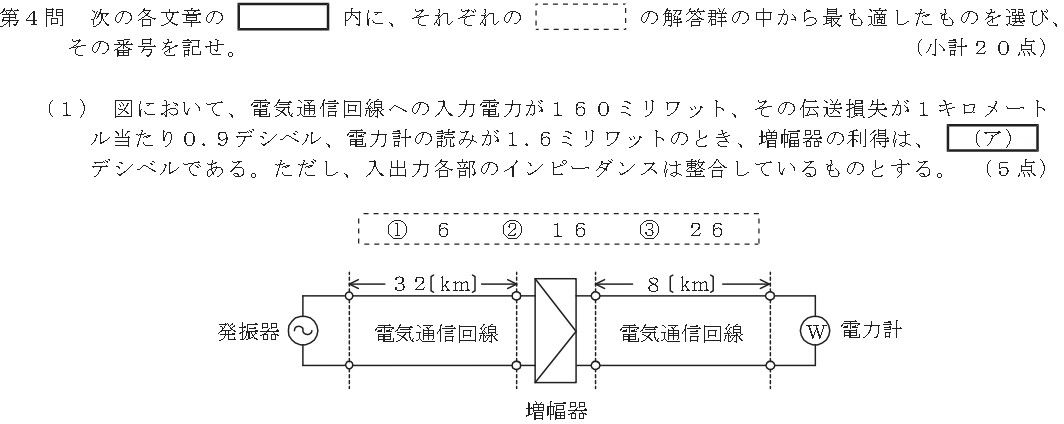 第４問　次の各文章の　　　　内に、それぞれの　　　　の解答群の中から最も適したものを選び、
その番号を記せ。　（小計２０点）
（１）　図において、電気通信回線への入力電力が１６０ミリワット、その伝送損失が１キロメート
ル当たり０.９デシベル、電力計の読みが１.６ミリワットのとき、増幅器の利得は、　（ア）
デシベルである。ただし、入出力各部のインピーダンスは整合しているものとする。　（５点）
①　６　②　１６　③　２６
３２〔km〕　８〔km〕
発振器　電気通信回線　電気通信回線　W　電力計
増幅器